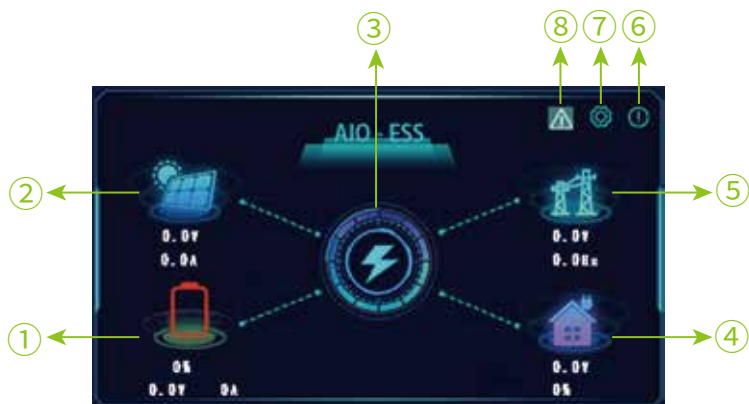 ③ ⑧ ⑦ ⑥
AIO - ESS
② ⑤
0.0V 0.0V
0.0A 0.0Hz
① ④
0% 0.0V
0.0V 0A 0%